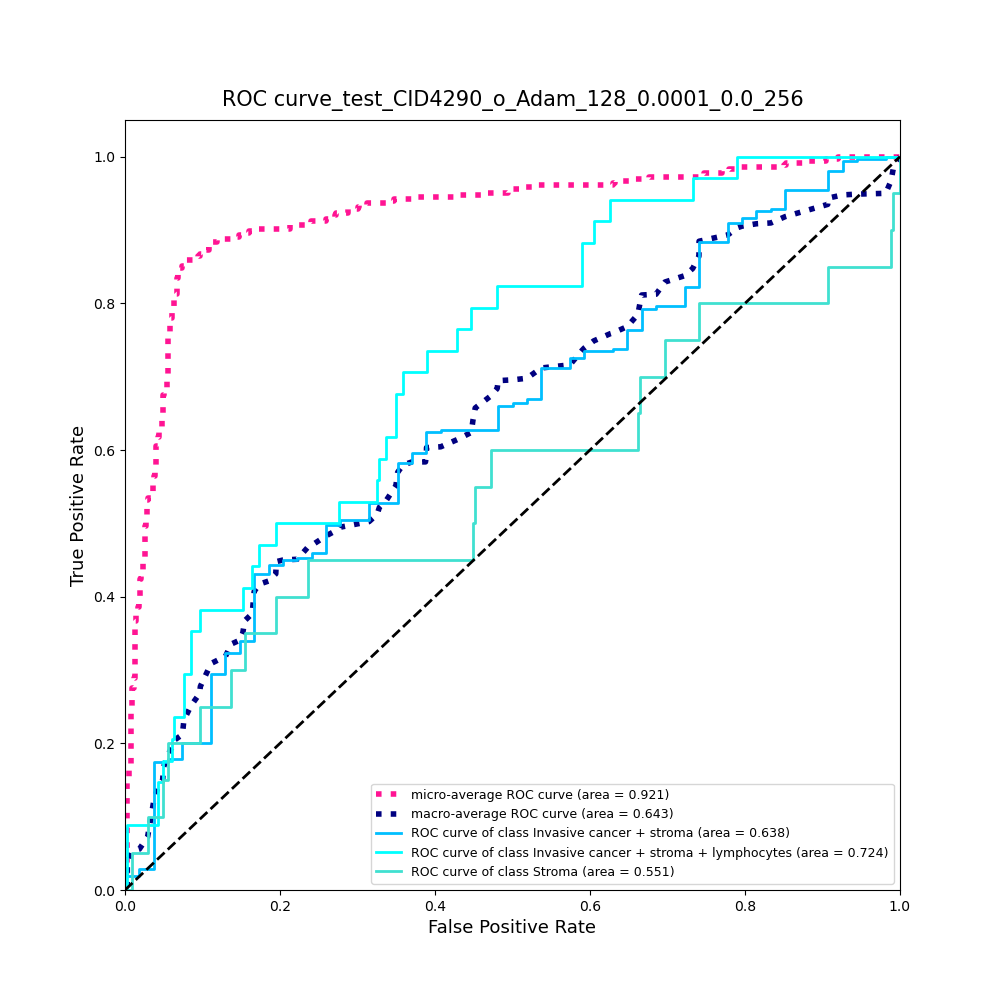 ROC curve_test_CID4290_o_Adam_128_0.0001_0.0_256
True Positive Rate
1.0
0.8
0.6
0.4
0.2
0.0
micro-average ROC curve (area = 0.921)
macro-average ROC curve (area = 0.643)
ROC curve of class Invasive cancer + stroma (area = 0.638)
ROC curve of class Invasive cancer + stroma + lymphocytes (area = 0.724)
ROC curve of class Stroma (area = 0.551)
0.0 0.2 0.4 0.6 0.8 1.0
False Positive Rate